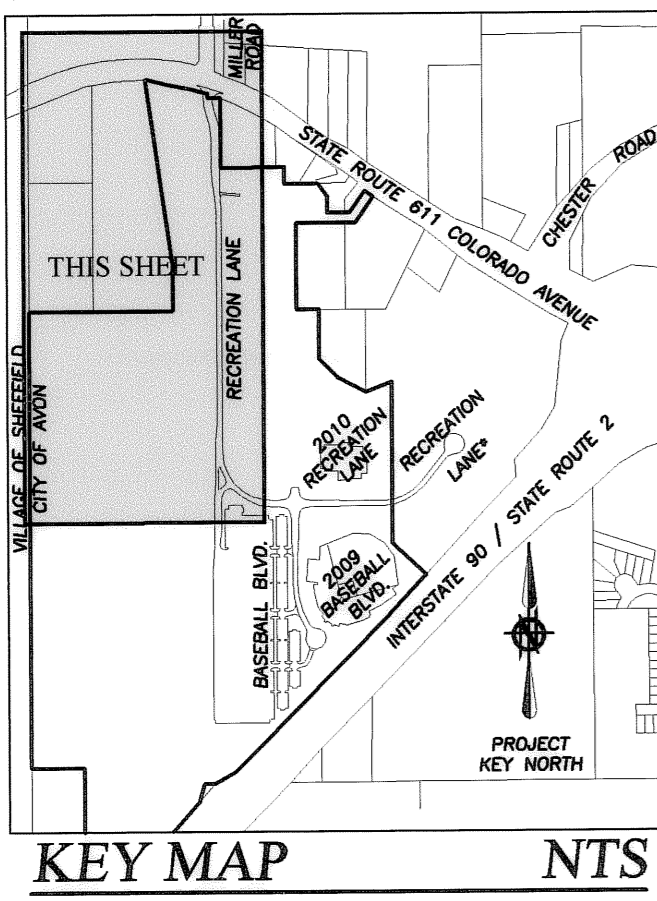 MILLER
ROAD
STATE ROUTE 611 COLORADO AVENUE
CHESTER ROAD
THIS SHEET
RECREATION LANE
VILLAGE OF SHEFFIELD
CITY OF AVON
2010
RECREATION
LANE
RECREATION
LANE*
INTERSTATE 90 / STATE ROUTE 2
BASEBALL BLVD.
2009
BASEBALL
BLVD.
N
PROJECT
KEY NORTH
KEY MAP NTS